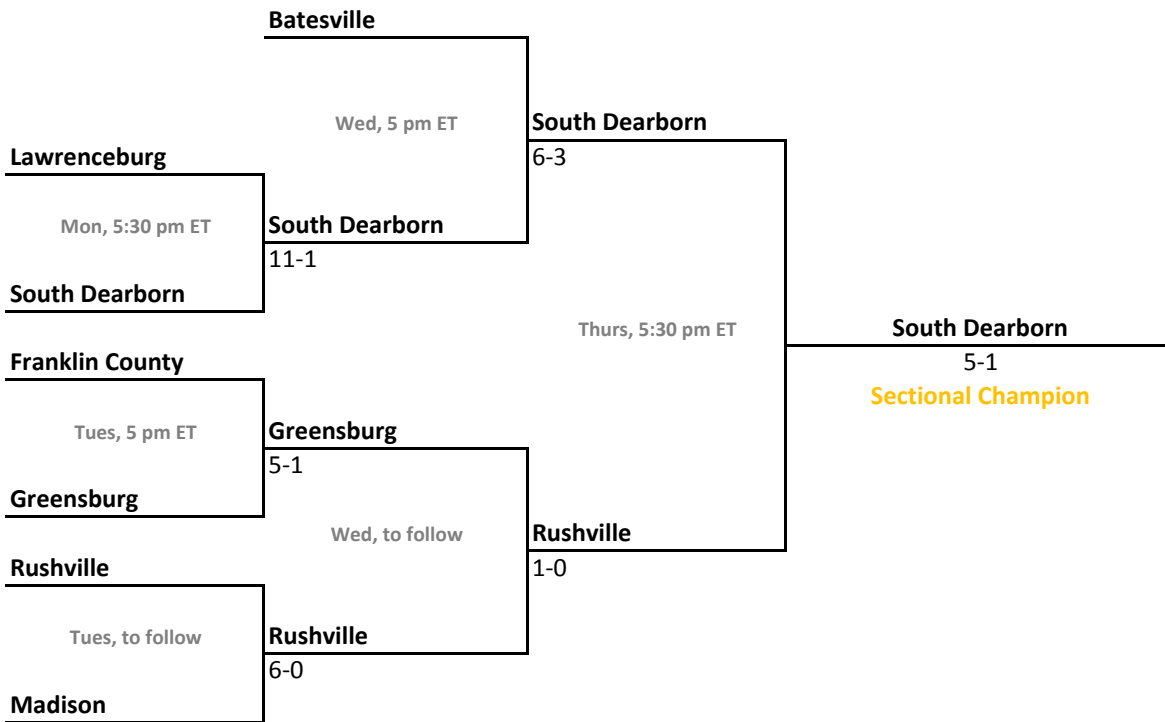 Batesville
Wed, 5 pm ET
South Dearborn
6-3
Lawrenceburg
Mon, 5:30 pm ET
South Dearborn
11-1
South Dearborn
Thurs, 5:30 pm ET
South Dearborn
5-1
Sectional Champion
Franklin County
Tues, 5 pm ET
Greensburg
5-1
Greensburg
Wed, to follow
Rushville
1-0
Rushville
Tues, to follow
Rushville
6-0
Madison